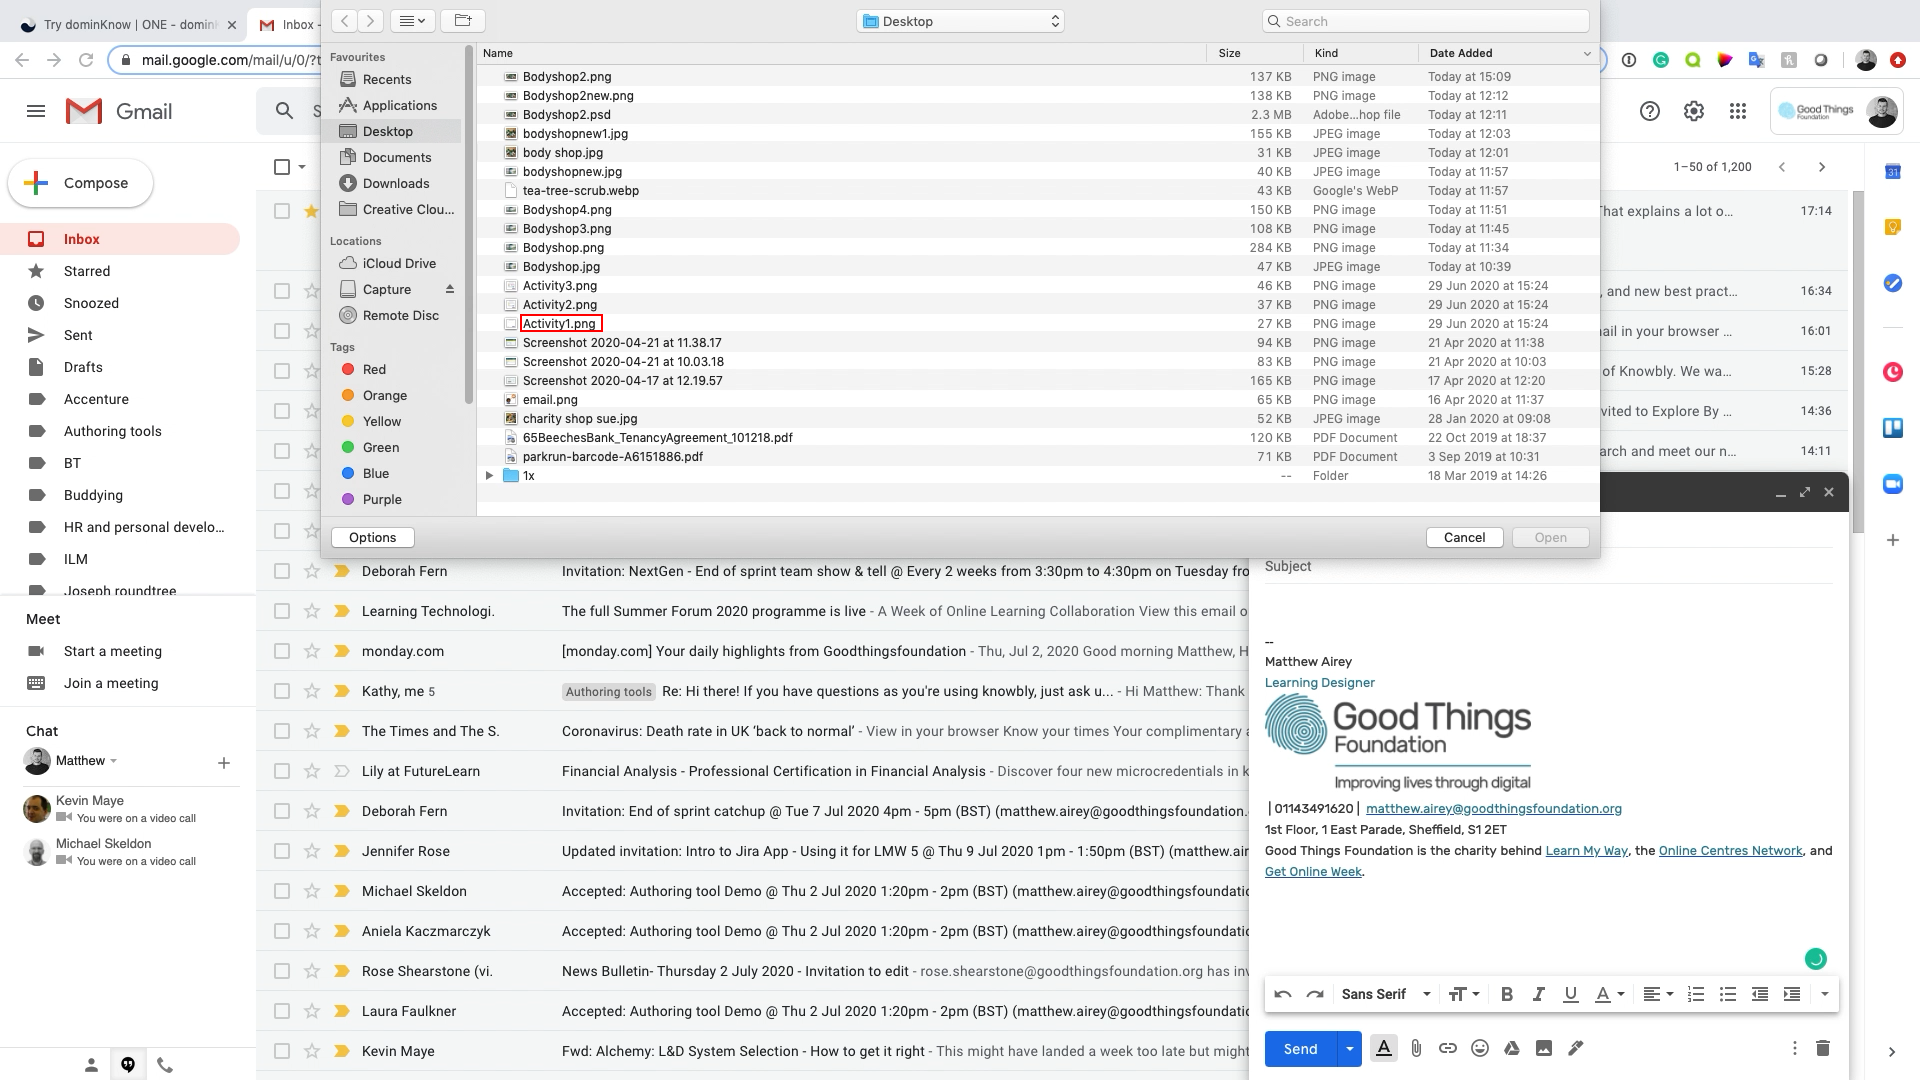 Try dominKnow | ONE - domin
Inbox -
mail.google.com/mail/u/0/?t
Desktop
Search
Favourites
Recents
Applications
Desktop
Documents
Downloads
Creative Clou...
Locations
iCloud Drive
Capture
Remote Disc
Tags
Red
Orange
Yellow
Green
Blue
Purple
Name Size Kind Date Added
Bodyshop2.png 137 KB PNG image Today at 15:09
Bodyshop2new.png 138 KB PNG image Today at 12:12
Bodyshop2.psd 2.3 MB Adobe...hop file Today at 12:11
bodyshopnew1.jpg 155 KB JPEG image Today at 12:03
body shop.jpg 31 KB JPEG image Today at 12:01
bodyshopnew.jpg 40 KB JPEG image Today at 11:57
tea-tree-scrub.webp 43 KB Google's WebP Today at 11:57
Bodyshop4.png 150 KB PNG image Today at 11:51
Bodyshop3.png 108 KB PNG image Today at 11:45
Bodyshop.png 284 KB PNG image Today at 11:34
Bodyshop.jpg 47 KB JPEG image Today at 10:39
Activity3.png 46 KB PNG image 29 Jun 2020 at 15:24
Activity2.png 37 KB PNG image 29 Jun 2020 at 15:24
Activity1.png 27 KB PNG image 29 Jun 2020 at 15:24
Screenshot 2020-04-21 at 11.38.17 94 KB PNG image 21 Apr 2020 at 11:38
Screenshot 2020-04-21 at 10.03.18 83 KB PNG image 21 Apr 2020 at 10:03
Screenshot 2020-04-17 at 12.19.57 165 KB PNG image 17 Apr 2020 at 12:20
email.png 65 KB PNG image 16 Apr 2020 at 11:37
charity shop sue.jpg 52 KB JPEG image 28 Jan 2020 at 09:08
65BeechesBank_TenancyAgreement_101218.pdf 120 KB PDF Document 22 Oct 2019 at 18:37
parkrun-barcode-A6151886.pdf 71 KB PDF Document 3 Sep 2019 at 10:31
1x -- Folder 18 Mar 2019 at 14:26
Options
Cancel
Open
Gmail
S
Good Things
Foundation
Compose
Inbox
Starred
Snoozed
Sent
Drafts
Accenture
Authoring tools
BT
Buddying
HR and personal develo...
ILM
Joseph roundtree
Meet
Start a meeting
Join a meeting
Chat
Matthew
Kevin Maye
You were on a video call
Michael Skeldon
You were on a video call
1–50 of 1,200
31
That explains a lot o... 17:14
, and new best pract... 16:34
ail in your browser ... 16:01
of Knowbly. We wa... 15:28
vited to Explore By ... 14:36
arch and meet our n... 14:11
Deborah Fern Invitation: NextGen - End of sprint team show & tell @ Every 2 weeks from 3:30pm to 4:30pm on Tuesday fro
Learning Technologi. The full Summer Forum 2020 programme is live - A Week of Online Learning Collaboration View this email o
monday.com [monday.com] Your daily highlights from Goodthingsfoundation - Thu, Jul 2, 2020 Good morning Matthew, H
Kathy, me 5 Authoring tools Re: Hi there! If you have questions as you're using knowbly, just ask u... - Hi Matthew: Thank
The Times and The S. Coronavirus: Death rate in UK ‘back to normal’ - View in your browser Know your times Your complimentary a
Lily at FutureLearn Financial Analysis - Professional Certification in Financial Analysis - Discover four new microcredentials in k
Deborah Fern Invitation: End of sprint catchup @ Tue 7 Jul 2020 4pm - 5pm (BST) (matthew.airey@goodthingsfoundation.
Jennifer Rose Updated invitation: Intro to Jira App - Using it for LMW 5 @ Thu 9 Jul 2020 1pm - 1:50pm (BST) (matthew.air
Michael Skeldon Accepted: Authoring tool Demo @ Thu 2 Jul 2020 1:20pm - 2pm (BST) (matthew.airey@goodthingsfoundatio
Aniela Kaczmarczyk Accepted: Authoring tool Demo @ Thu 2 Jul 2020 1:20pm - 2pm (BST) (matthew.airey@goodthingsfoundatio
Rose Shearstone (vi. News Bulletin- Thursday 2 July 2020 - Invitation to edit - rose.shearstone@goodthingsfoundation.org has inv
Laura Faulkner Accepted: Authoring tool Demo @ Thu 2 Jul 2020 1:20pm - 2pm (BST) (matthew.airey@goodthingsfoundatio
Kevin Maye Fwd: Alchemy: L&D System Selection - How to get it right - This might have landed a week too late but might
Subject
--
Matthew Airey
Learning Designer
Good Things
Foundation
Improving lives through digital
| 01143491620 | matthew.airey@goodthingsfoundation.org
1st Floor, 1 East Parade, Sheffield, S1 2ET
Good Things Foundation is the charity behind Learn My Way, the Online Centres Network, and
Get Online Week.
Sans Serif
Send